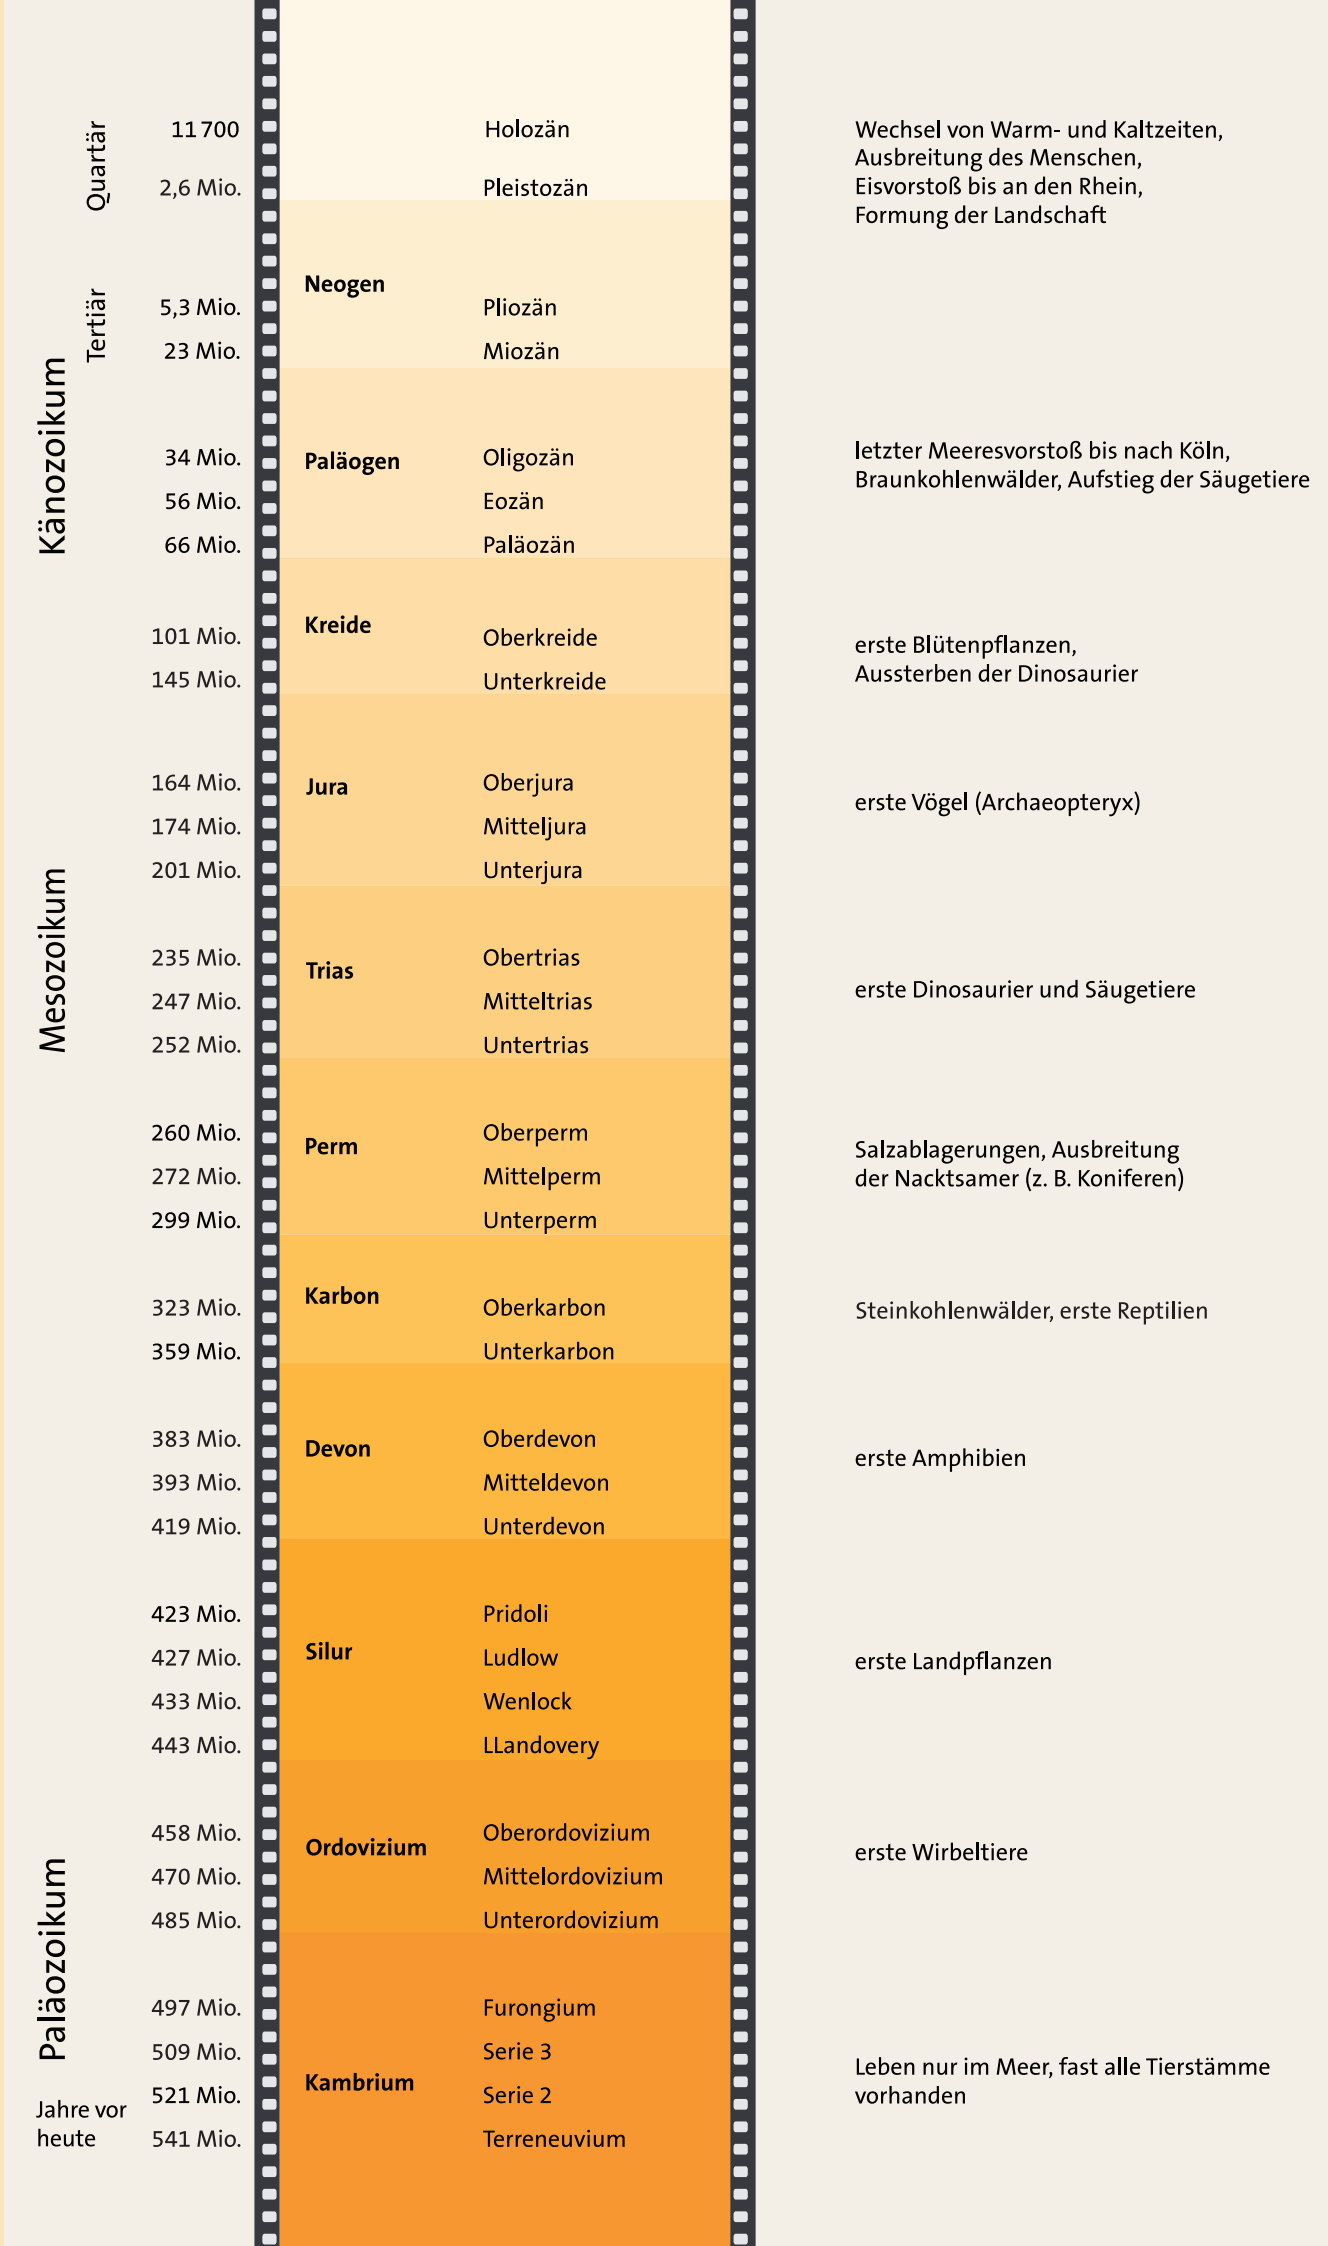 Quartär
11 700 Holozän
2,6 Mio. Pleistozän
Wechsel von Warm- und Kaltzeiten,
Ausbreitung des Menschen,
Eisvorstoß bis an den Rhein,
Formung der Landschaft
Känozoikum
Tertiär
Neogen
5,3 Mio. Pliozän
23 Mio. Miozän
Paläogen
34 Mio. Oligozän
56 Mio. Eozän
66 Mio. Paläozän
letzter Meeresvorstoß bis nach Köln,
Braunkohlenwälder, Aufstieg der Säugetiere
Mesozoikum
Kreide
101 Mio. Oberkreide
145 Mio. Unterkreide
erste Blütenpflanzen,
Aussterben der Dinosaurier
Jura
164 Mio. Oberjura
174 Mio. Mitteljura
201 Mio. Unterjura
erste Vögel (Archaeopteryx)
Trias
235 Mio. Obertrias
247 Mio. Mitteltrias
252 Mio. Untertrias
erste Dinosaurier und Säugetiere
Perm
260 Mio. Oberperm
272 Mio. Mittelperm
299 Mio. Unterperm
Salzablagerungen, Ausbreitung
der Nacktsamer (z. B. Koniferen)
Karbon
323 Mio. Oberkarbon
359 Mio. Unterkarbon
Steinkohlenwälder, erste Reptilien
Devon
383 Mio. Oberdevon
393 Mio. Mitteldevon
419 Mio. Unterdevon
erste Amphibien
Silur
423 Mio. Pridoli
427 Mio. Ludlow
433 Mio. Wenlock
443 Mio. LLandovery
erste Landpflanzen
Paläozoikum
Ordovizium
458 Mio. Oberordovizium
470 Mio. Mittelordovizium
485 Mio. Unterordovizium
erste Wirbeltiere
Kambrium
497 Mio. Furongium
509 Mio. Serie 3
521 Mio. Serie 2
541 Mio. Terreneuvium
Leben nur im Meer, fast alle Tierstämme
vorhanden
Jahre vor
heute